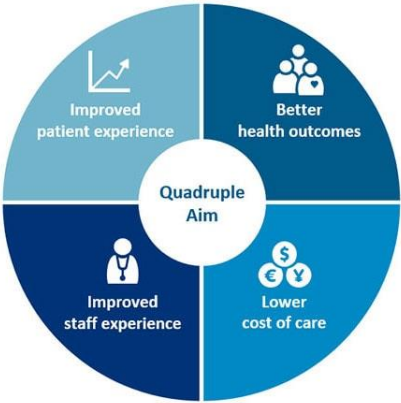 Improved
patient experience
Better
health outcomes
Quadruple
Aim
Improved
staff experience
$
€ ¥
Lower
cost of care